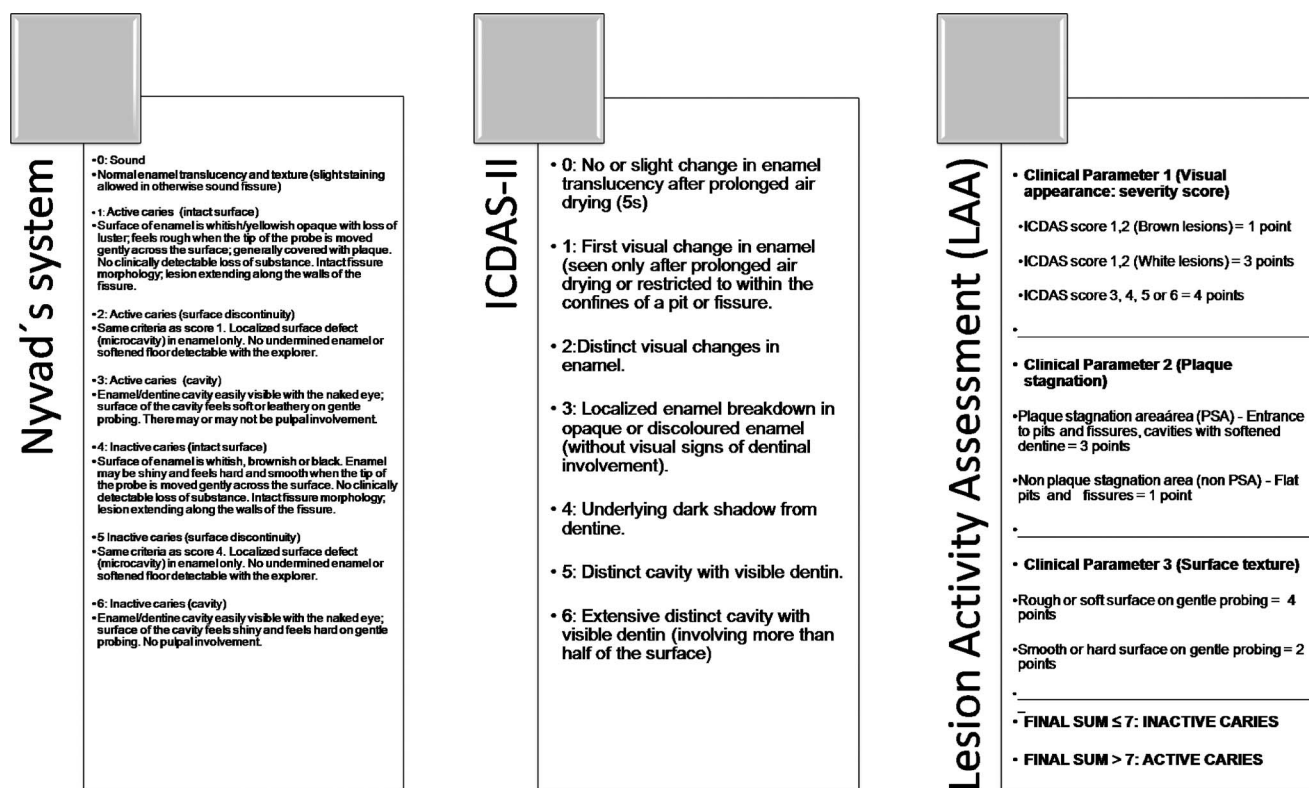 Nyvad´s system
•0: Sound
•Normal enamel translucency and texture (slight staining
allowed in otherwise sound fissure)
•1: Active caries (intact surface)
•Surface of enamel is whitish/yellowish opaque with loss of
luster; feels rough when the tip of the probe is moved
gently across the surface; generally covered with plaque.
No clinically detectable loss of substance. Intact fissure
morphology; lesion extending along the walls of the
fissure.
•2: Active caries (surface discontinuity)
•Same criteria as score 1. Localized surface defect
(microcavity) in enamel only. No undermined enamel or
softened floor detectable with the explorer.
•3: Active caries (cavity)
•Enamel/dentine cavity easily visible with the naked eye;
surface of the cavity feels soft or leathery on gentle
probing. There may or may not be pulpal involvement.
•4: Inactive caries (intact surface)
•Surface of enamel is whitish, brownish or black. Enamel
may be shiny and feels hard and smooth when the tip of
the probe is moved gently across the surface. No clinically
detectable loss of substance. Intact fissure morphology;
lesion extending along the walls of the fissure.
•5 Inactive caries (surface discontinuity)
•Same criteria as score 4. Localized surface defect
(microcavity) in enamel only. No undermined enamel or
softened floor detectable with the explorer.
•6: Inactive caries (cavity)
•Enamel/dentine cavity easily visible with the naked eye;
surface of the cavity feels shiny and feels hard on gentle
probing. No pulpal involvement.
ICDAS-II
• 0: No or slight change in enamel
translucency after prolonged air
drying (5s)
• 1: First visual change in enamel
(seen only after prolonged air
drying or restricted to within the
confines of a pit or fissure.
• 2:Distinct visual changes in
enamel.
• 3: Localized enamel breakdown in
opaque or discoloured enamel
(without visual signs of dentinal
involvement).
• 4: Underlying dark shadow from
dentine.
• 5: Distinct cavity with visible dentin.
• 6: Extensive distinct cavity with
visible dentin (involving more than
half of the surface)
Lesion Activity Assessment (LAA)
• Clinical Parameter 1 (Visual
appearance: severity score)
•ICDAS score 1,2 (Brown lesions) = 1 point
•ICDAS score 1,2 (White lesions) = 3 points
•ICDAS score 3, 4, 5 or 6 = 4 points
• Clinical Parameter 2 (Plaque
stagnation)
•Plaque stagnation areaárea (PSA) - Entrance
to pits and fissures, cavities with softened
dentine = 3 points
•Non plaque stagnation area (non PSA) - Flat
pits and fissures = 1 point
• Clinical Parameter 3 (Surface texture)
•Rough or soft surface on gentle probing = 4
points
•Smooth or hard surface on gentle probing = 2
points
• FINAL SUM ≤ 7: INACTIVE CARIES
• FINAL SUM > 7: ACTIVE CARIES